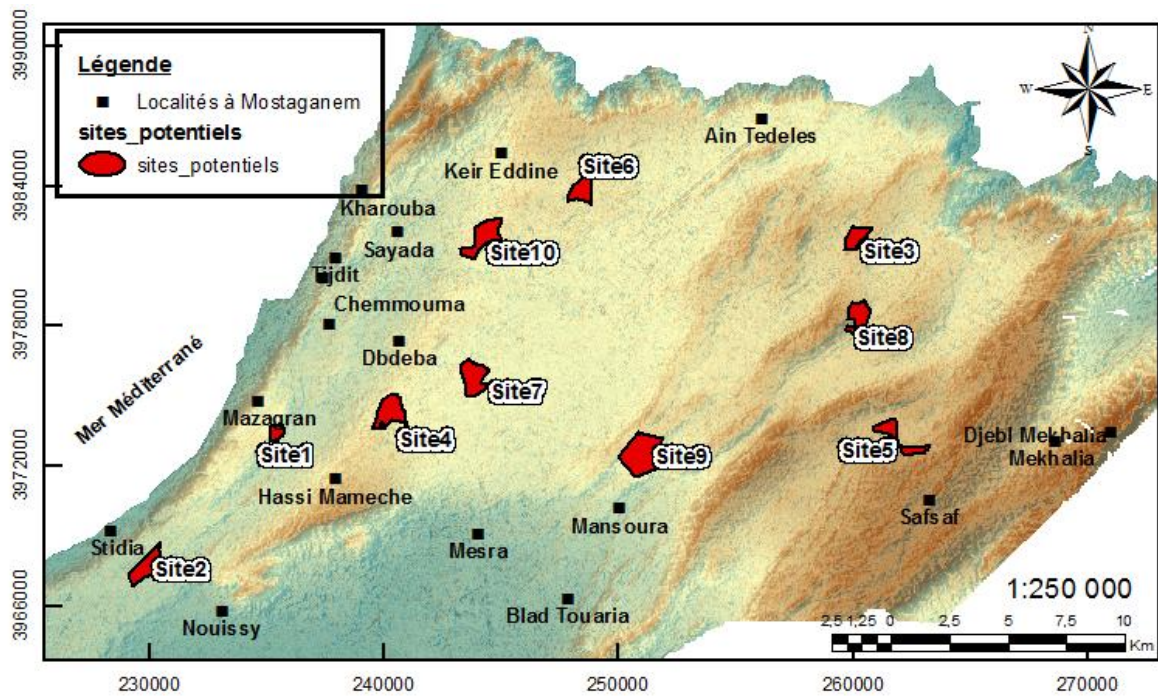 3990000
3984000
3978000
3972000
3966000
Légende
Localités à Mostaganem
sites_potentiels
sites_potentiels
N
W
E
S
Ain Tedeles
Keir Eddine
Site6
Kharouba
Sayada
Site10
Site3
Tijdit
Chemmouma
Site8
Dbdeba
Mer Méditerrané
Site7
Mazagran
Site4
Site1
Site9
Site5
Djebl Mekhalia
Mekhalia
Hassi Mameche
Mansoura
Safsaf
Stidia
Mesra
Site2
Nouissy
Blad Touaria
1:250 000
2,5 1,25 0 2,5 5 7,5 10
Km
230000 240000 250000 260000 270000